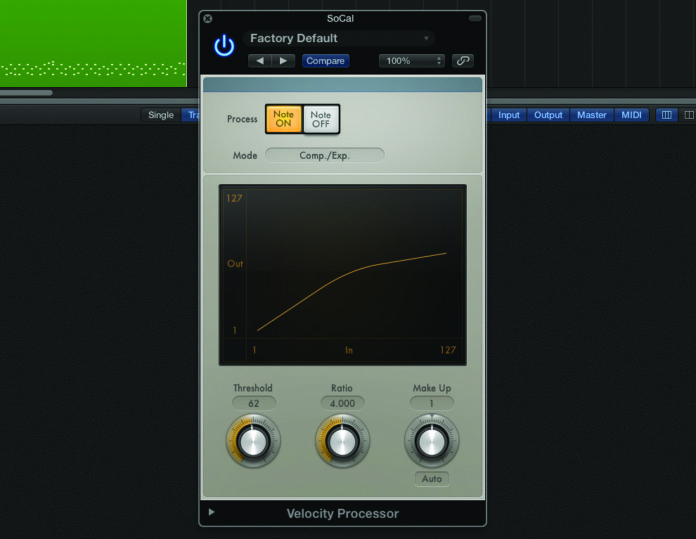 SoCal
Factory Default
Compare
100%
Single
Input
Output
Master
MIDI
Process
Note ON
Note OFF
Mode
Comp./Exp.
127
Out
1
1
In
127
Threshold
Ratio
Make Up
62
4.000
1
Auto
Velocity Processor